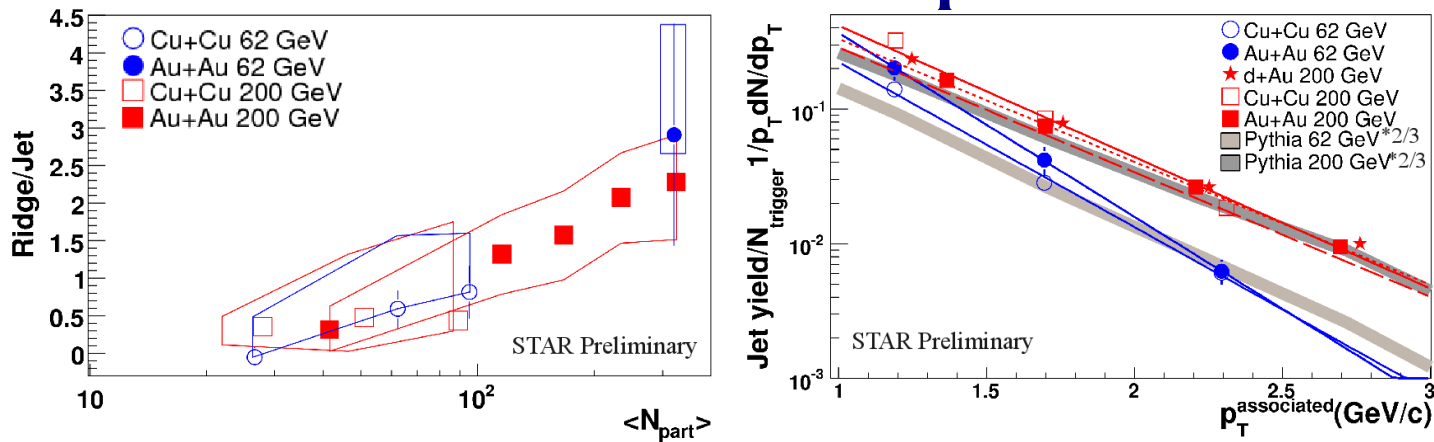 Ridge/Jet
4.5
4
3.5
3
2.5
2
1.5
1
0.5
0
Cu+Cu 62 GeV
Au+Au 62 GeV
Cu+Cu 200 GeV
Au+Au 200 GeV
STAR Preliminary
10
10²
<N_part>
Jet yield/N_trigger 1/p_T dN/dp_T
10⁻¹
10⁻²
10⁻³
Cu+Cu 62 GeV
Au+Au 62 GeV
d+Au 200 GeV
Cu+Cu 200 GeV
Au+Au 200 GeV
Pythia 62 GeV*2/3
Pythia 200 GeV*2/3
STAR Preliminary
1
1.5
2
2.5
3
p_T^associated(GeV/c)